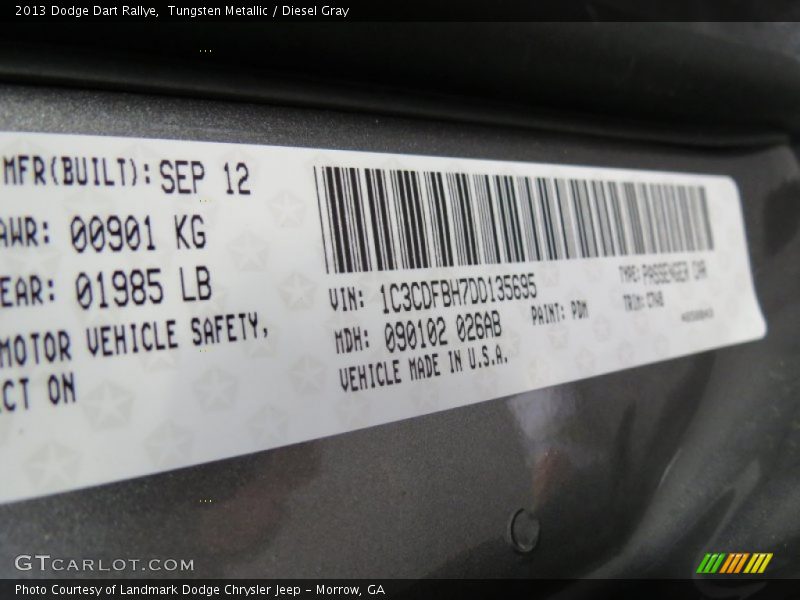 2013 Dodge Dart Rallye, Tungsten Metallic / Diesel Gray
MFR(BUILT): SEP 12
AWR: 00901 KG
EAR: 01985 LB
MOTOR VEHICLE SAFETY,
ECT ON
VIN: 1C3CDFBH7DD135695
TYPE: PASSENGER CAR
MDH: 090102 026AB
PAINT: PDM
TRIM:
VEHICLE MADE IN U.S.A.
GTCARLOT.COM
Photo Courtesy of Landmark Dodge Chrysler Jeep - Morrow, GA